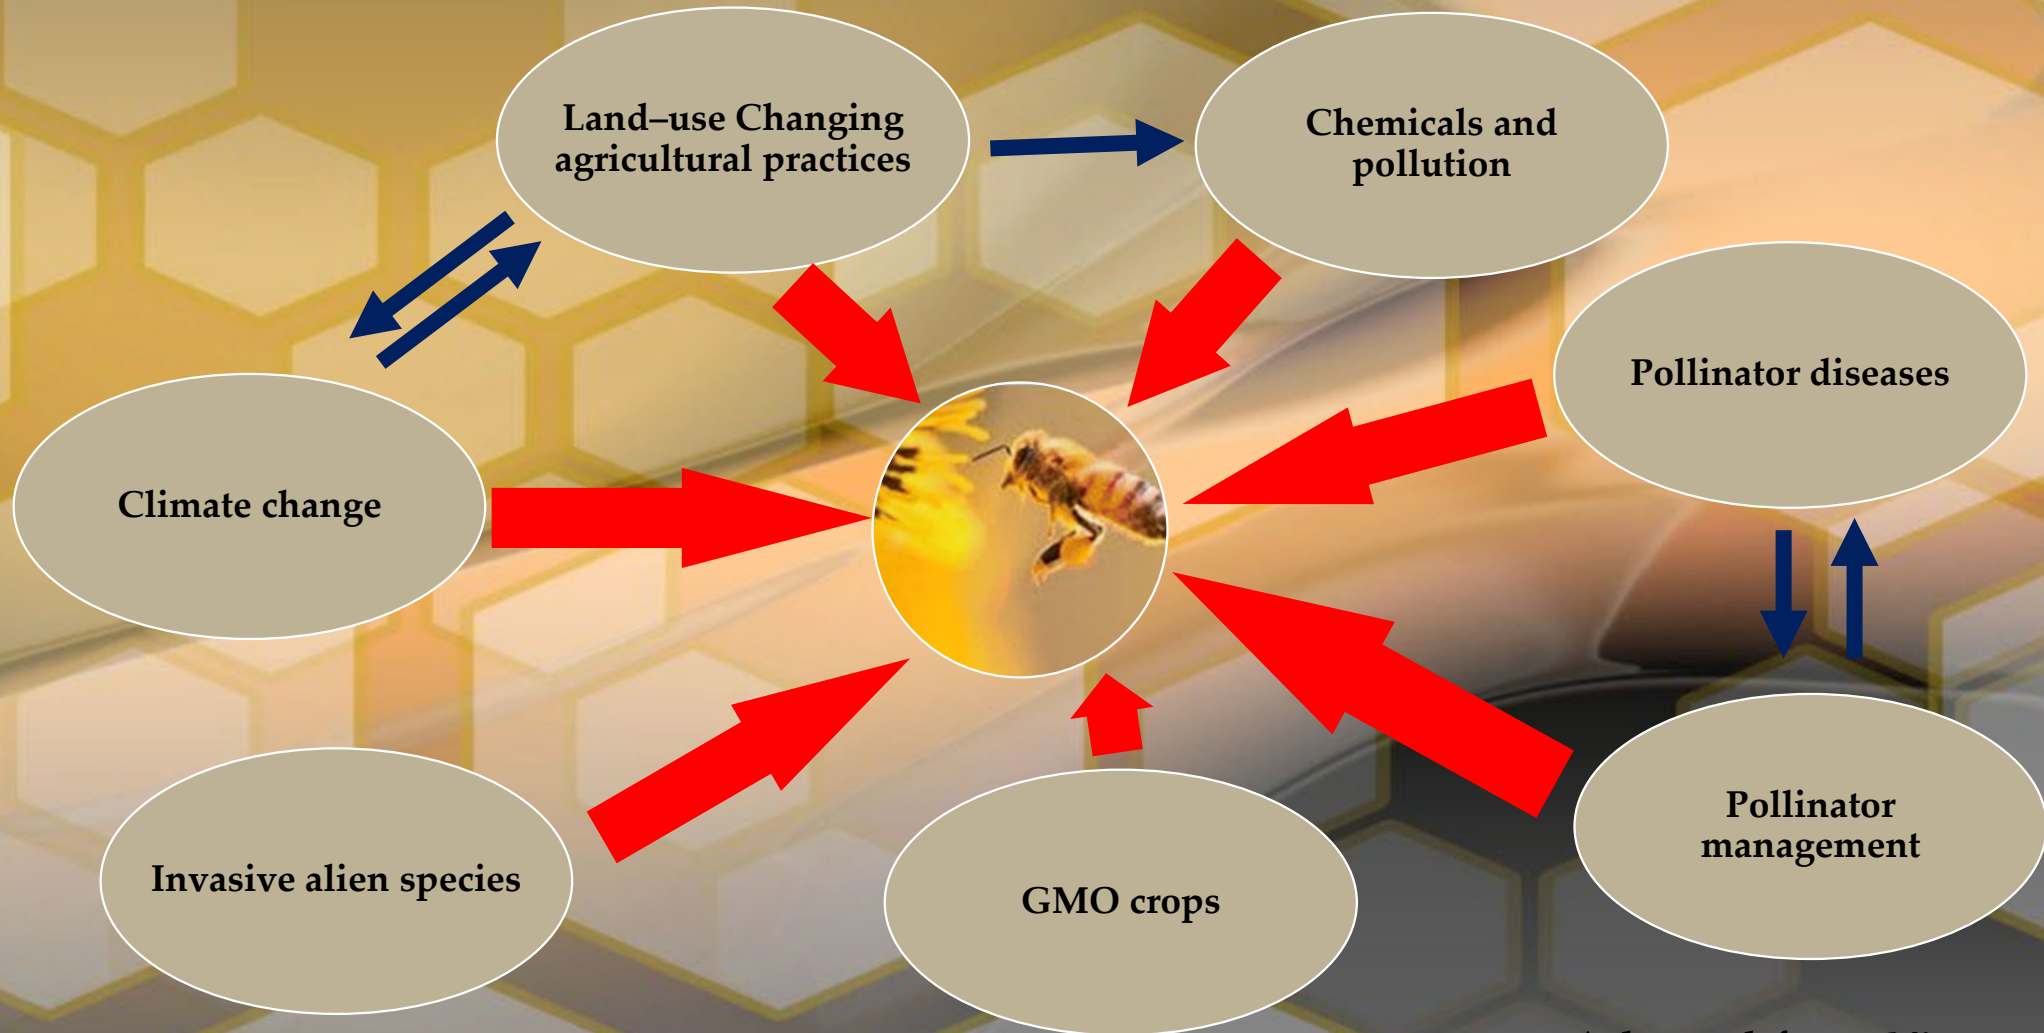 Land–use Changing
agricultural practices
Chemicals and
pollution
Pollinator diseases
Climate change
Pollinator
management
Invasive alien species
GMO crops